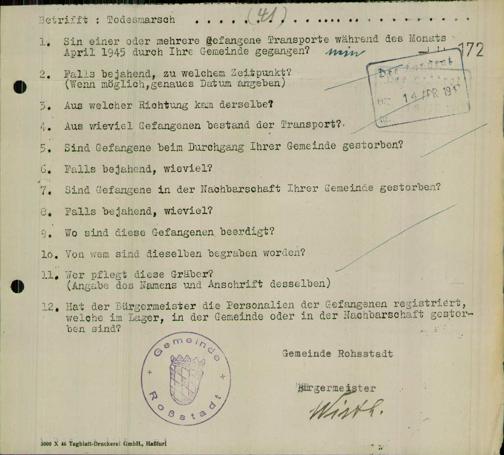 Betrifft : Todesmarsch . . . . . (41) . . . . . . . . . . .
1. Sin einer oder mehrere gefangene Transporte während des Monats
April 1945 durch Ihre Gemeinde gegangen?
172
2. Falls bejahend, zu welchem Zeitpunkt?
(Wenn möglich,genaues Datum angeben)
14 APR
3. Aus welcher Richtung kam derselbe?
4. Aus wieviel Gefangenen bestand der Transport?
5. Sind Gefangene beim Durchgang Ihrer Gemeinde gestorben?
6. Falls bejahend, wieviel?
7. Sind Gefangene in der Nachbarschaft Ihrer Gemeinde gestorben?
8. Falls bejahend, wieviel?
9. Wo sind diese Gefangenen beerdigt?
10. Von wem sind dieselben begraben worden?
11. Wer pflegt diese Gräber?
(Angabe des Namens und Anschrift desselben)
12. Hat der Bürgermeister die Personalien der Gefangenen registriert,
welche im Lager, in der Gemeinde oder in der Nachbarschaft gestor-
ben sind?
Gemeinde
Roßstadt
Gemeinde Rohsstadt
Bürgermeister
5000 X 46 Tagblatt-Druckerei GmbH, Haßfurt